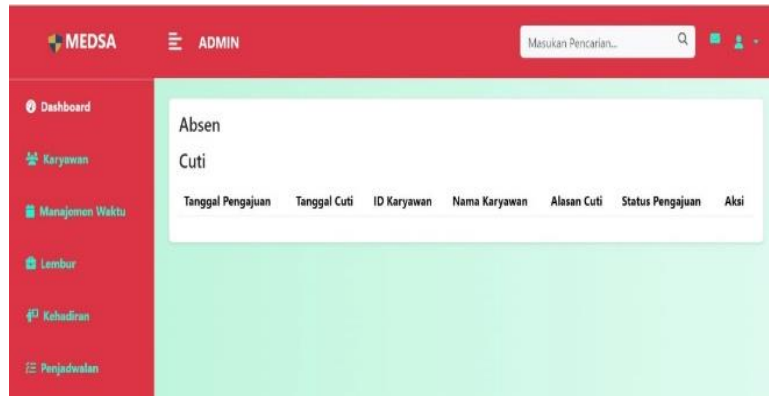 MEDSA
ADMIN
Masukan Pencarian...
Dashboard
Karyawan
Manajemen Waktu
Lembur
Kehadiran
Penjadwalan
Absen
Cuti
Tanggal Pengajuan Tanggal Cuti ID Karyawan Nama Karyawan Alasan Cuti Status Pengajuan Aksi